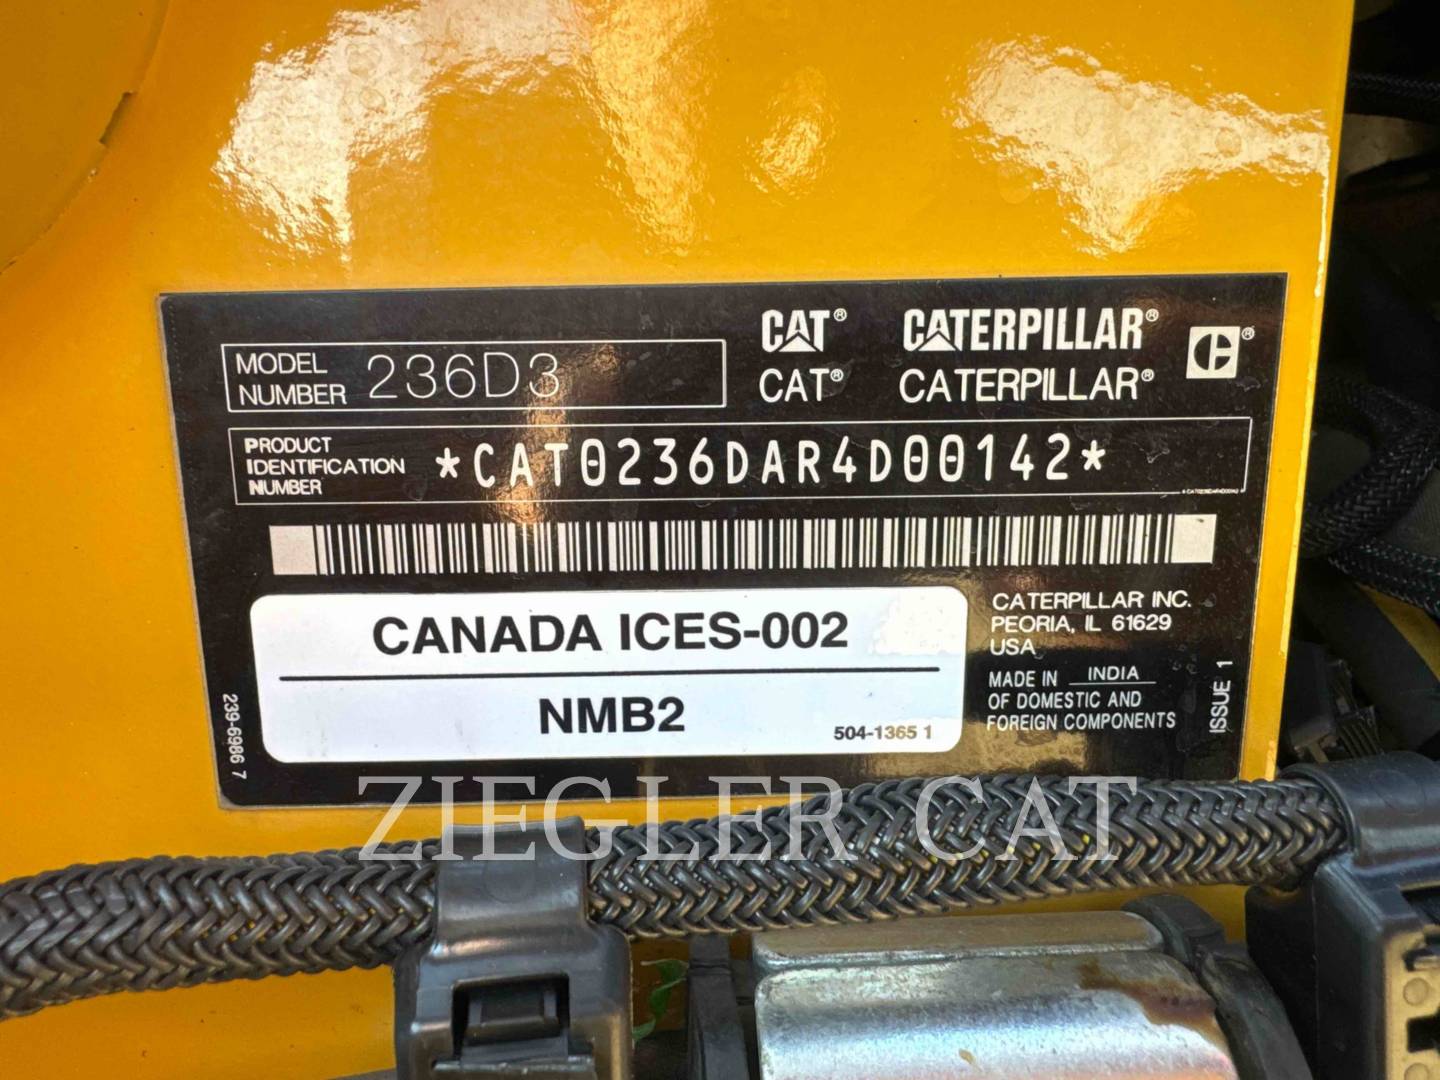 MODEL NUMBER 236D3
CAT® CATERPILLAR® C®
CAT® CATERPILLAR®
PRODUCT
IDENTIFICATION
NUMBER
*CAT0236DAR4D00142*
CANADA ICES-002
NMB2
504-1365 1
CATERPILLAR INC.
PEORIA, IL 61629
USA
MADE IN INDIA
OF DOMESTIC AND
FOREIGN COMPONENTS
ISSUE 1
239-6986 7
ZIEGLER CAT